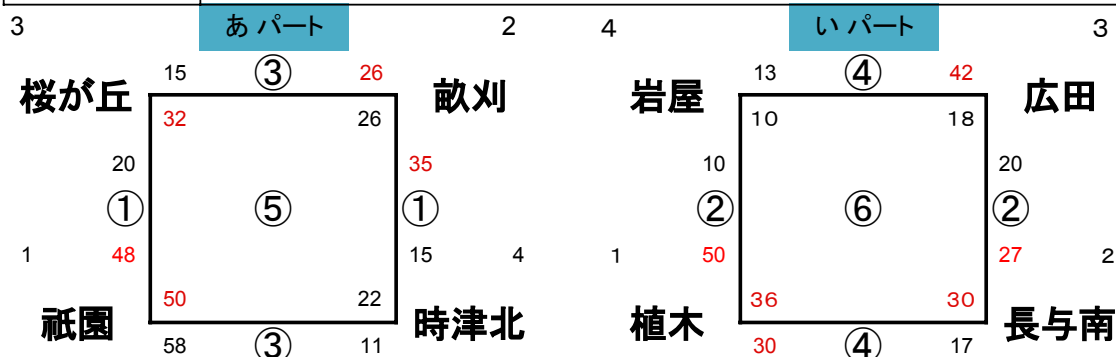 3 あ パート 2 4 い パート 3
15 ③ 26 13 ④ 42
桜が丘 畝刈 岩屋 広田
32 26 10 18
20 35 10 20
① ⑤ ① ② ⑥ ②
1 48 15 4 1 50 27 2
50 22 36 30
祇園 時津北 植木 長与南
58 ③ 11 30 ④ 17